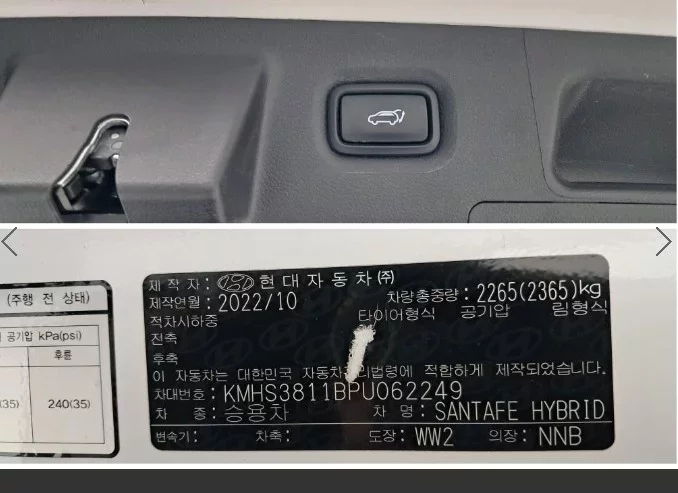 (주행 전 상태)
공기압 kPa(psi)
후륜
(35)
240(35)
제 작 자 : 현대자동차(주)
제작연월 : 2022/10
차량총중량 : 2265(2365)kg
적차시하중 타이어형식 공기압 림형식
전축
후축
이 자동차는 대한민국 자동차 법령에 적합하게 제작되었습니다.
차대번호 : KMHS3811BPU062249
차 종 : 승용차 차 명 : SANTAFE HYBRID
변속기 : 차축 : 도장 : WW2 의장 : NNB